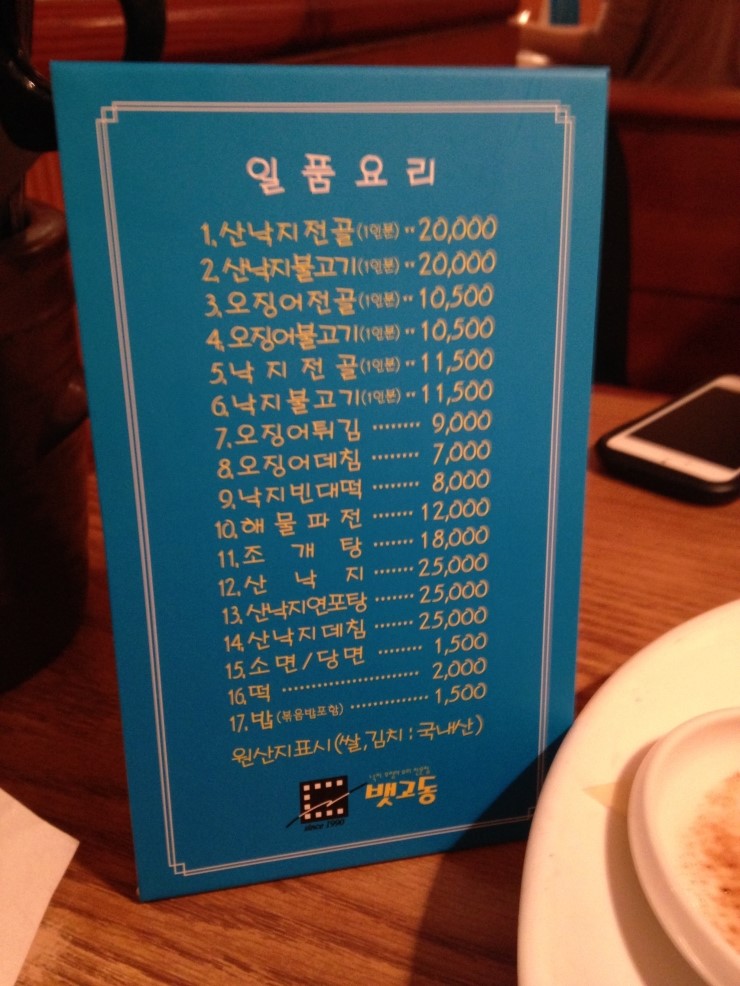 일품요리
1. 산낙지전골(1인분) ·· 20,000
2. 산낙지불고기(1인분) ·· 20,000
3. 오징어전골(1인분) ·· 10,500
4. 오징어불고기(1인분) ·· 10,500
5. 낙지전골(1인분) ·· 11,500
6. 낙지불고기(1인분) ·· 11,500
7. 오징어튀김 ········ 9,000
8. 오징어데침 ········ 7,000
9. 낙지빈대떡 ········ 8,000
10. 해물파전 ······· 12,000
11. 조개탕 ······· 18,000
12. 산낙지 ······· 25,000
13. 산낙지연포탕 ······· 25,000
14. 산낙지데침 ······· 25,000
15. 소면/당면 ········ 1,500
16. 떡 ······················ 2,000
17. 밥(볶음밥포함) ·············· 1,500
원산지표시(쌀,김치:국내산)
뱃고동